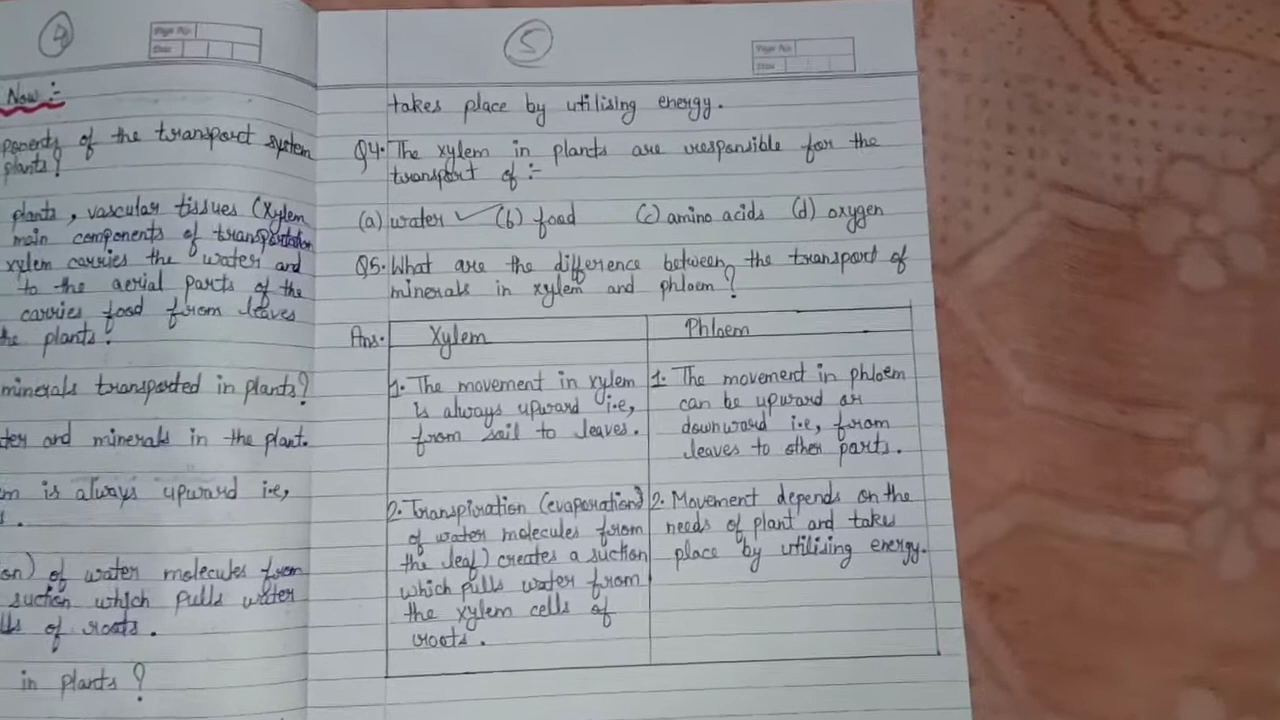 4
Page No.
Date
Now :-
ponents of the transport system
plants?
plants, vascular tissues (Xylem
main components of transportation
xylem carries the water and
to the aerial parts of the
carries food from leaves
the plants.
minerals transported in plants?
ter and minerals in the plant.
m is always upward i.e,
s.
on) of water molecules from
suction which pulls water
lls of roots.
in plants?
5
Page No.
Date
takes place by utilising energy.
Q4. The xylem in plants are responsible for the
transport of :-
(a) water ✓ (b) food (c) amino acids (d) oxygen
Q5. What are the difference between the transport of
minerals in xylem and phloem?
Ans. Xylem Phloem
1. The movement in xylem
is always upward i.e,
from soil to leaves.
1. The movement in phloem
can be upward or
downward i.e, from
leaves to other parts.
2. Transpiration (evaporation)
of water molecules from
the leaf) creates a suction
which pulls water from
the xylem cells of
roots.
2. Movement depends on the
needs of plant and takes
place by utilising energy.